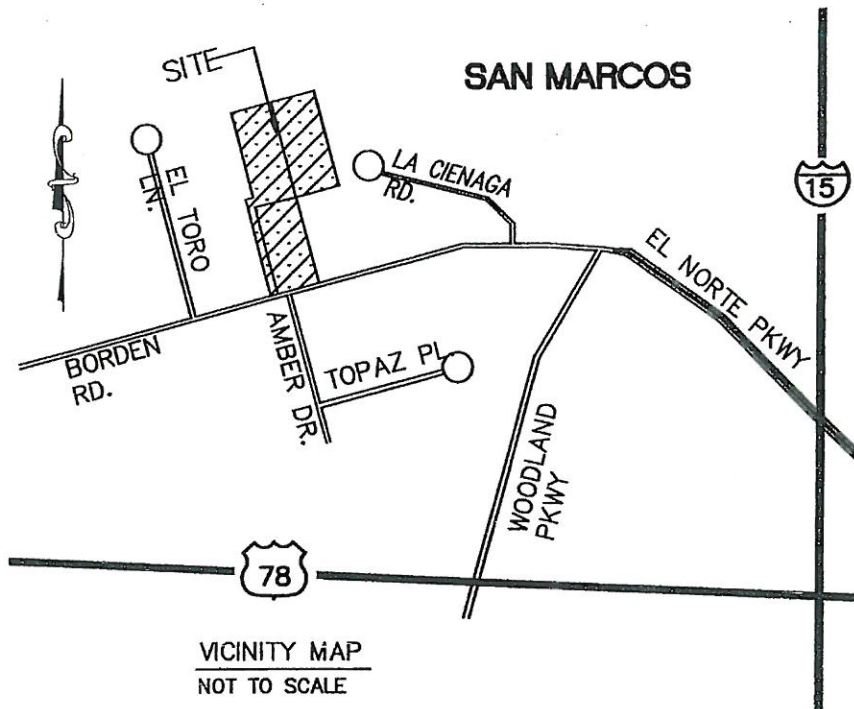 SITE
SAN MARCOS
EL TORO
LN.
LA CIENAGA
RD.
15
EL NORTE PKWY
BORDEN
RD.
AMBER DR.
TOPAZ PL.
WOODLAND
PKWY
78
VICINITY MAP
NOT TO SCALE